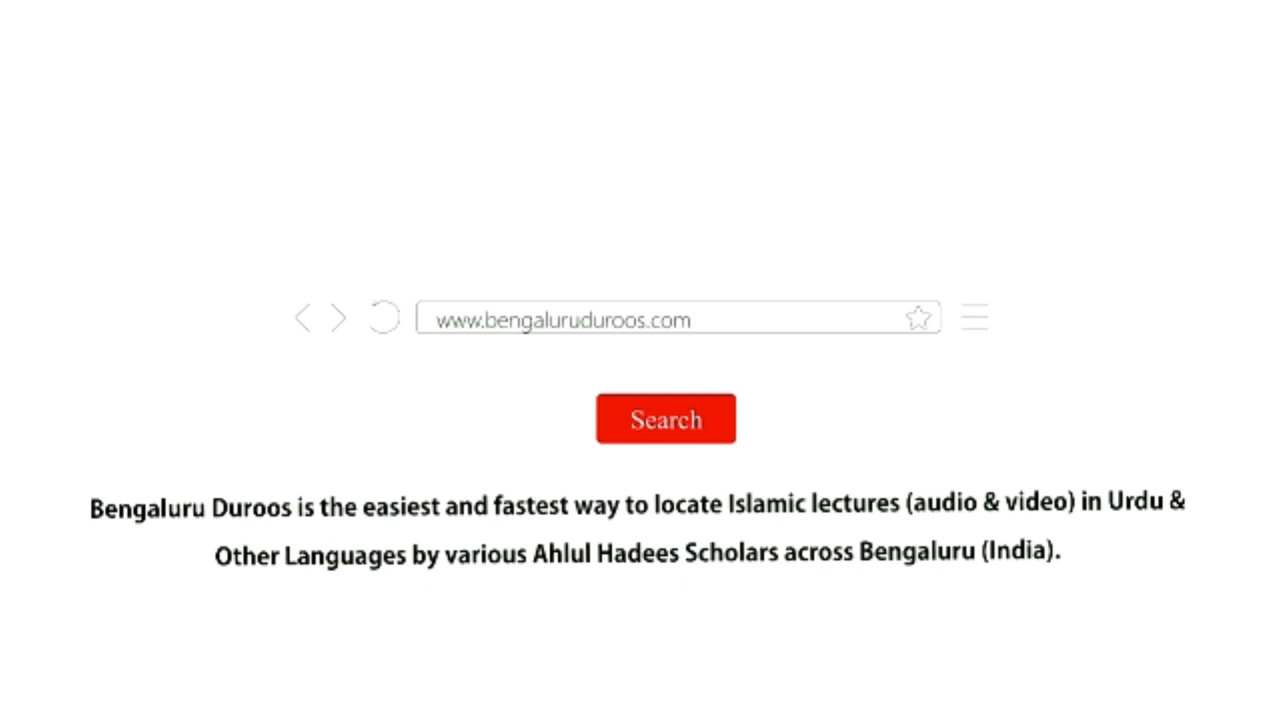 www.bengaluruduroos.com
Search
Bengaluru Duroos is the easiest and fastest way to locate Islamic lectures (audio & video) in Urdu &
Other Languages by various Ahlul Hadees Scholars across Bengaluru (India).